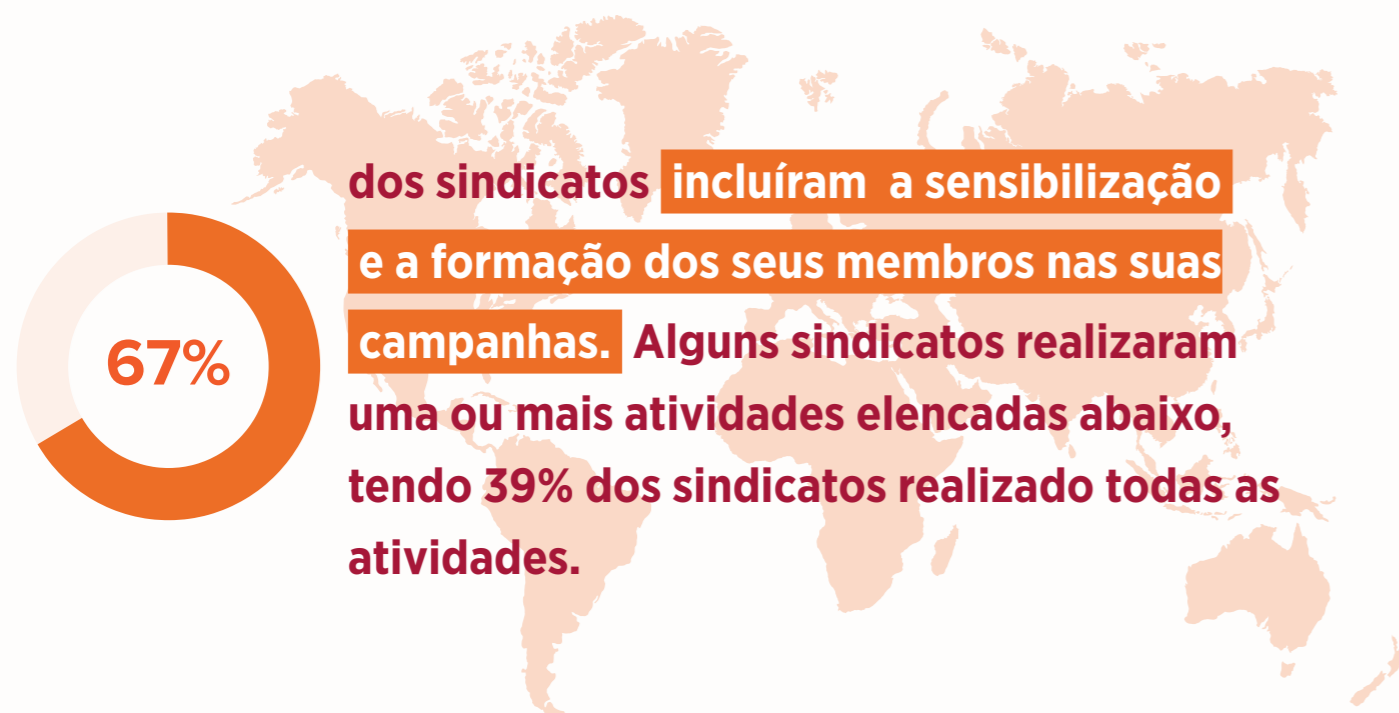 67%
dos sindicatos incluíram a sensibilização
e a formação dos seus membros nas suas
campanhas. Alguns sindicatos realizaram
uma ou mais atividades elencadas abaixo,
tendo 39% dos sindicatos realizado todas as
atividades.